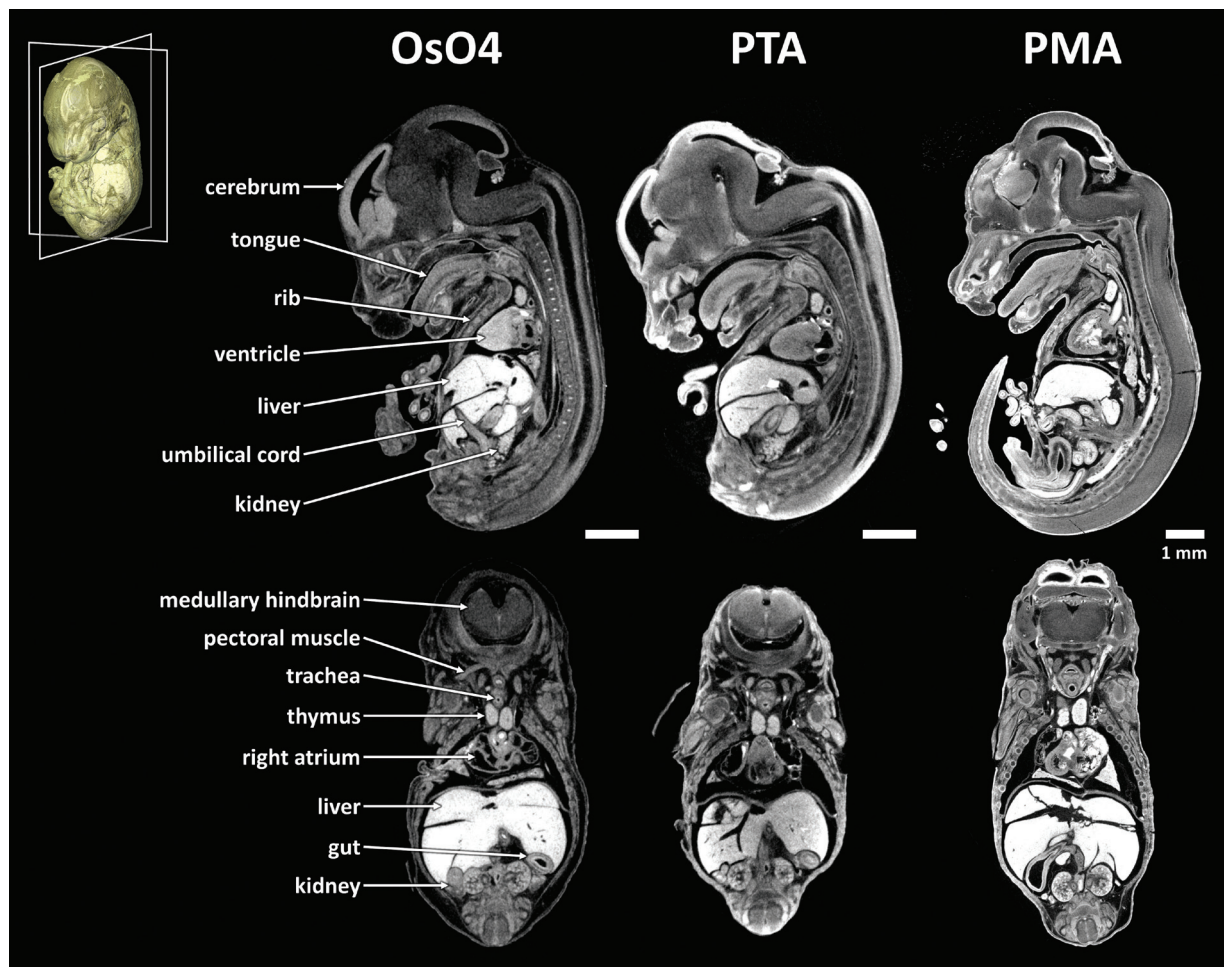 OsO4
PTA
PMA
cerebrum
tongue
rib
ventricle
liver
umbilical cord
kidney
1 mm
medullary hindbrain
pectoral muscle
trachea
thymus
right atrium
liver
gut
kidney